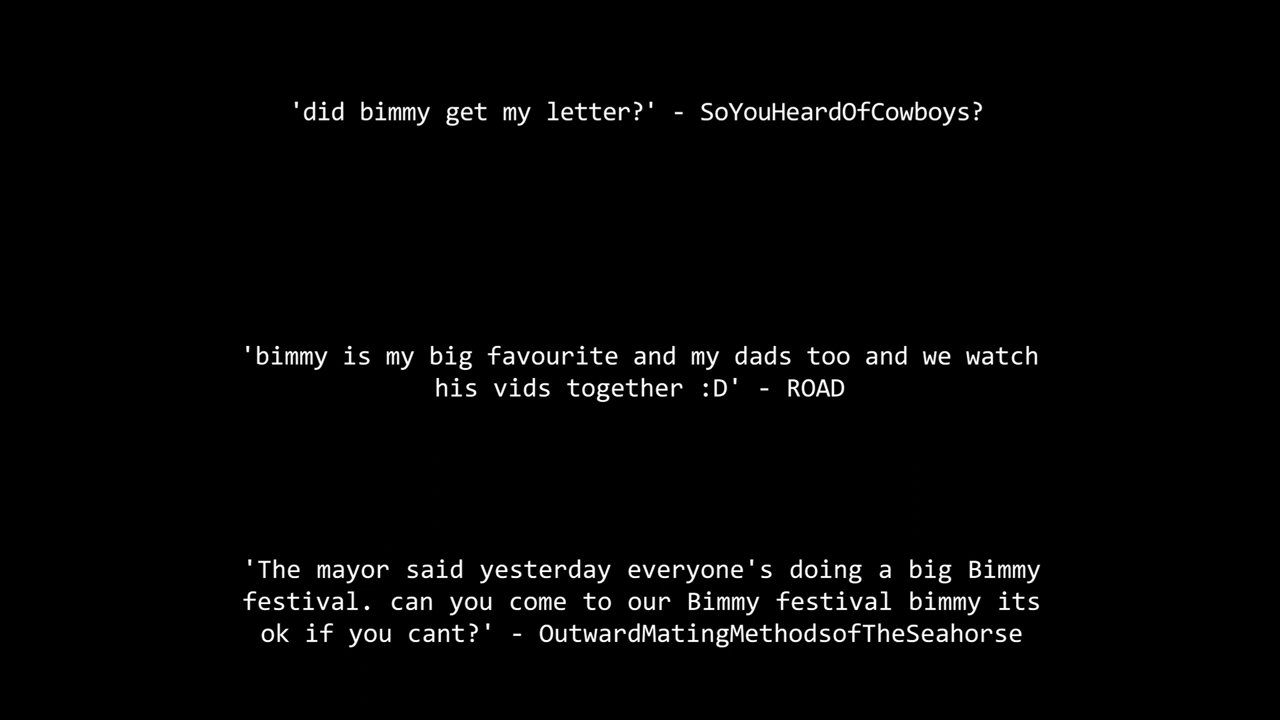 'did bimmy get my letter?' - SoYouHeardOfCowboys?
'bimmy is my big favourite and my dads too and we watch
his vids together :D' - ROAD
'The mayor said yesterday everyone's doing a big Bimmy
festival. can you come to our Bimmy festival bimmy its
ok if you cant?' - OutwardMatingMethodsofTheSeahorse